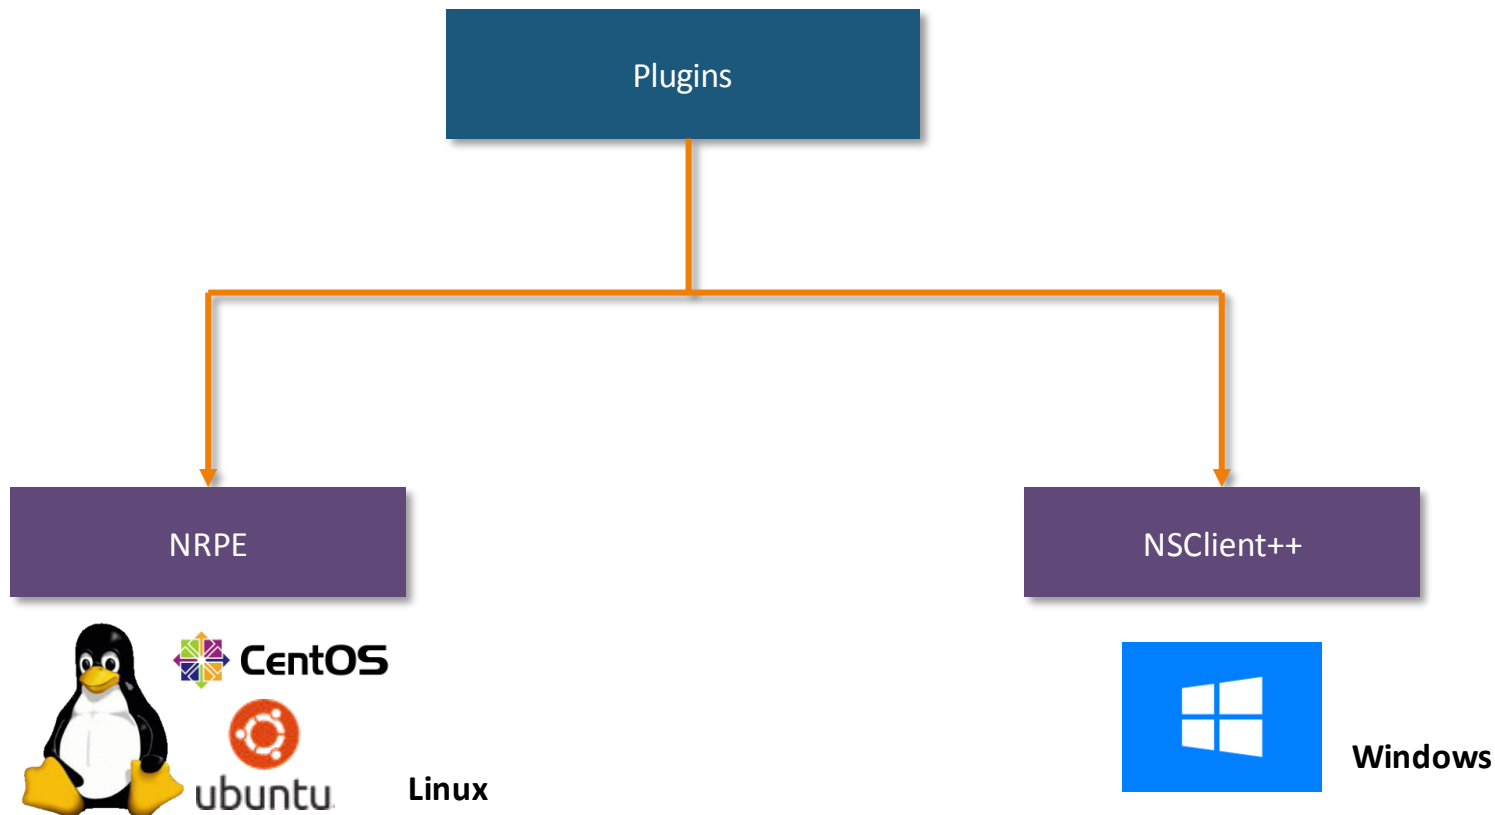 Plugins
NRPE
NSClient++
CentOS
ubuntu
Linux
Windows